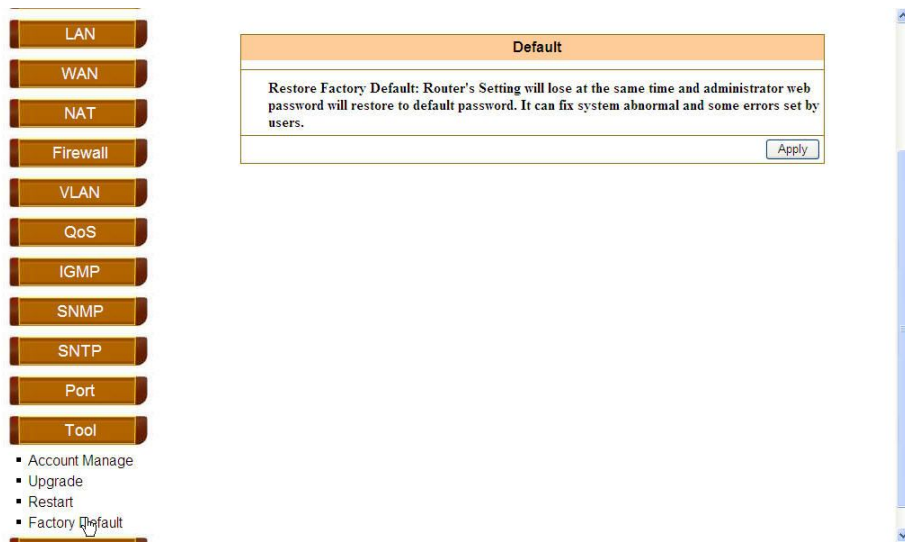 LAN
WAN
NAT
Firewall
VLAN
QoS
IGMP
SNMP
SNTP
Port
Tool
Account Manage
Upgrade
Restart
Factory Default
Default
Restore Factory Default: Router's Setting will lose at the same time and administrator web
password will restore to default password. It can fix system abnormal and some errors set by
users.
Apply